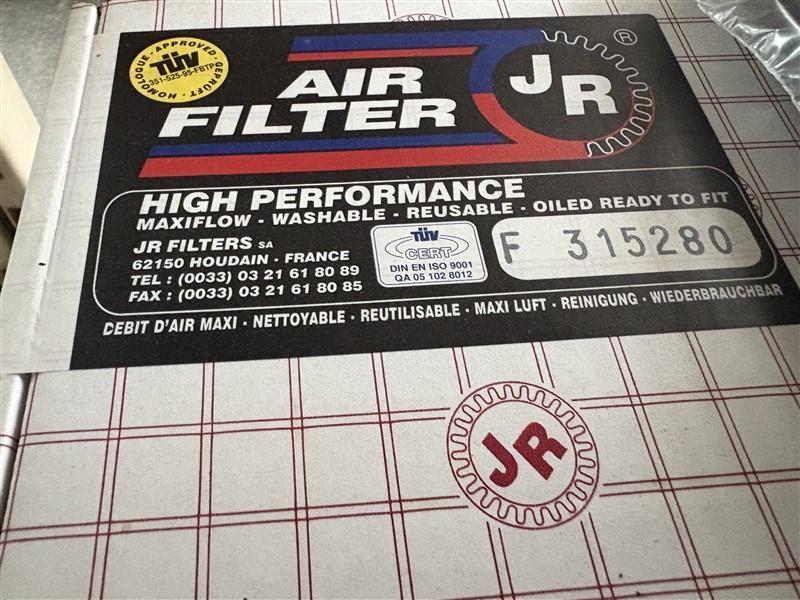 HOMOLOGUE - APPROVED - GEPRÜFT -
TÜV
351-525-95-FBTP
AIR
FILTER
JR
®
HIGH PERFORMANCE
MAXIFLOW - WASHABLE - REUSABLE - OILED READY TO FIT
JR FILTERS SA
62150 HOUDAIN - FRANCE
TEL : (0033) 03 21 61 80 89
FAX : (0033) 03 21 61 80 85
TÜV
CERT
DIN EN ISO 9001
QA 05 102 8012
F 315280
DEBIT D'AIR MAXI - NETTOYABLE - REUTILISABLE - MAXI LUFT - REINIGUNG - WIEDERBRAUCHBAR
JR